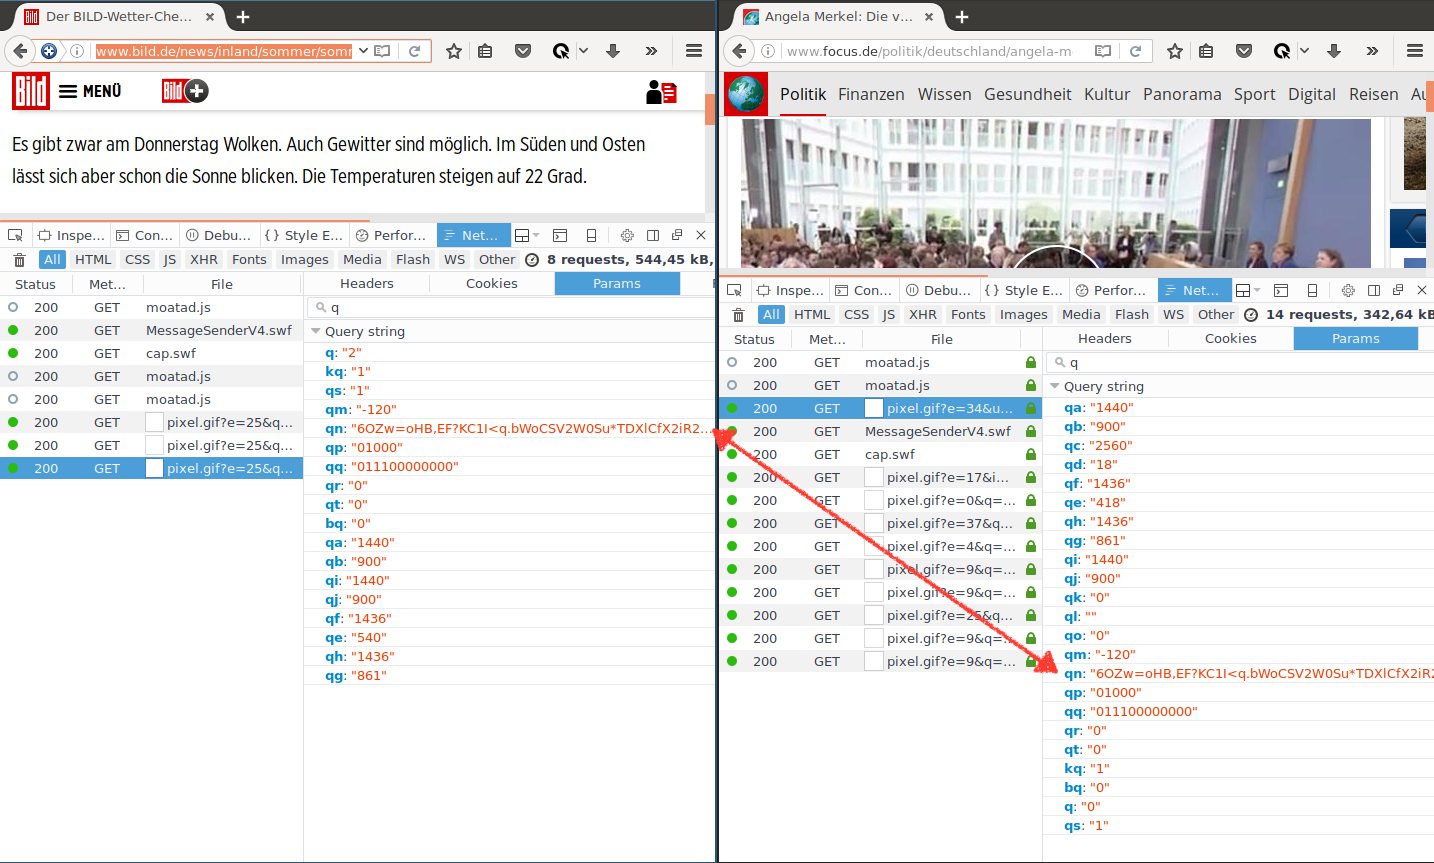 Der BILD-Wetter-Che...
www.bild.de/news/inland/sommer/somm
Bild
MENÜ
Bild
Es gibt zwar am Donnerstag Wolken. Auch Gewitter sind möglich. Im Süden und Osten
lässt sich aber schon die Sonne blicken. Die Temperaturen steigen auf 22 Grad.
Inspe... Con... Debu... Style E... Perfor... Net...
All HTML CSS JS XHR Fonts Images Media Flash WS Other 8 requests, 544,45 kB,
Status Met... File Headers Cookies Params
200 GET moatad.js
200 GET MessageSenderV4.swf
200 GET cap.swf
200 GET moatad.js
200 GET moatad.js
200 GET pixel.gif?e=25&q...
200 GET pixel.gif?e=25&q...
200 GET pixel.gif?e=25&q...
q
Query string
q: "2"
kq: "1"
qs: "1"
qm: "-120"
qn: "6OZw=oHB,EF?KC1I<q.bWoCSV2W0Su*TDXlCfX2iR2...
qp: "01000"
qq: "011100000000"
qr: "0"
qt: "0"
bq: "0"
qa: "1440"
qb: "900"
qi: "1440"
qj: "900"
qf: "1436"
qe: "540"
qh: "1436"
qg: "861"
Angela Merkel: Die v...
www.focus.de/politik/deutschland/angela-m
Politik Finanzen Wissen Gesundheit Kultur Panorama Sport Digital Reisen Au
Inspe... Con... Debu... Style E... Perfor... Net...
All HTML CSS JS XHR Fonts Images Media Flash WS Other 14 requests, 342,64 kB
Status Met... File Headers Cookies Params
200 GET moatad.js
200 GET moatad.js
200 GET pixel.gif?e=34&u...
200 GET MessageSenderV4.swf
200 GET cap.swf
200 GET pixel.gif?e=17&i...
200 GET pixel.gif?e=0&q=...
200 GET pixel.gif?e=37&q...
200 GET pixel.gif?e=4&q=...
200 GET pixel.gif?e=9&q=...
200 GET pixel.gif?e=9&q=...
200 GET pixel.gif?e=25&q...
200 GET pixel.gif?e=9&q=...
200 GET pixel.gif?e=9&q=...
q
Query string
qa: "1440"
qb: "900"
qc: "2560"
qd: "18"
qf: "1436"
qe: "418"
qh: "1436"
qg: "861"
qi: "1440"
qj: "900"
qk: "0"
ql: ""
qo: "0"
qm: "-120"
qn: "6OZw=oHB,EF?KC1I<q.bWoCSV2W0Su*TDXlCfX2iR2
qp: "01000"
qq: "011100000000"
qr: "0"
qt: "0"
kq: "1"
bq: "0"
q: "0"
qs: "1"